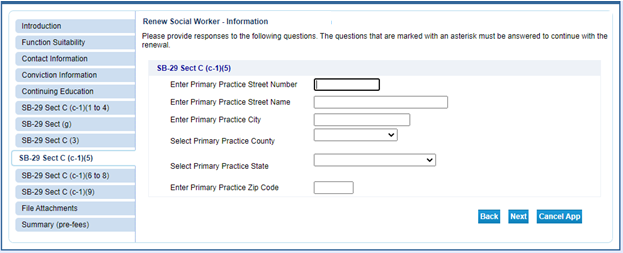 Introduction
Function Suitability
Contact Information
Conviction Information
Continuing Education
SB-29 Sect C (c-1)(1 to 4)
SB-29 Sect (g)
SB-29 Sect C (3)
SB-29 Sect C (c-1)(5)
SB-29 Sect C (c-1)(6 to 8)
SB-29 Sect C (c-1)(9)
File Attachments
Summary (pre-fees)
Renew Social Worker - Information
Please provide responses to the following questions. The questions that are marked with an asterisk must be answered to continue with the
renewal.
SB-29 Sect C (c-1)(5)
Enter Primary Practice Street Number
Enter Primary Practice Street Name
Enter Primary Practice City
Select Primary Practice County
Select Primary Practice State
Enter Primary Practice Zip Code
Back Next Cancel App